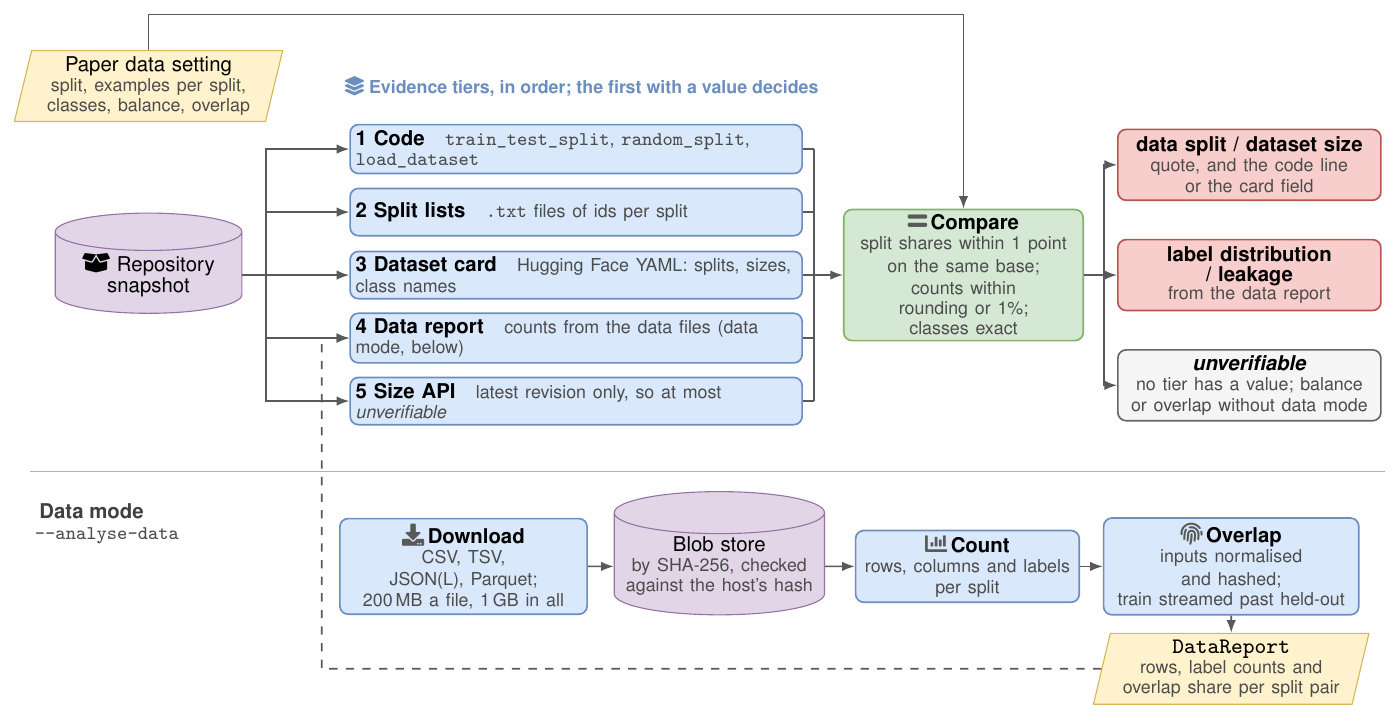 Paper data setting
split, examples per split,
classes, balance, overlap
Evidence tiers, in order; the first with a value decides
1 Code train_test_split, random_split,
load_dataset
2 Split lists .txt files of ids per split
3 Dataset card Hugging Face YAML: splits, sizes,
class names
4 Data report counts from the data files (data
mode, below)
5 Size API latest revision only, so at most
unverifiable
Repository
snapshot
Compare
split shares within 1 point
on the same base;
counts within
rounding or 1%;
classes exact
data split / dataset size
quote, and the code line
or the card field
label distribution
/ leakage
from the data report
unverifiable
no tier has a value; balance
or overlap without data mode
Data mode
--analyse-data
Download
CSV, TSV,
JSON(L), Parquet;
200 MB a file, 1 GB in all
Blob store
by SHA-256, checked
against the host's hash
Count
rows, columns and labels
per split
Overlap
inputs normalised
and hashed;
train streamed past held-out
DataReport
rows, label counts and
overlap share per split pair